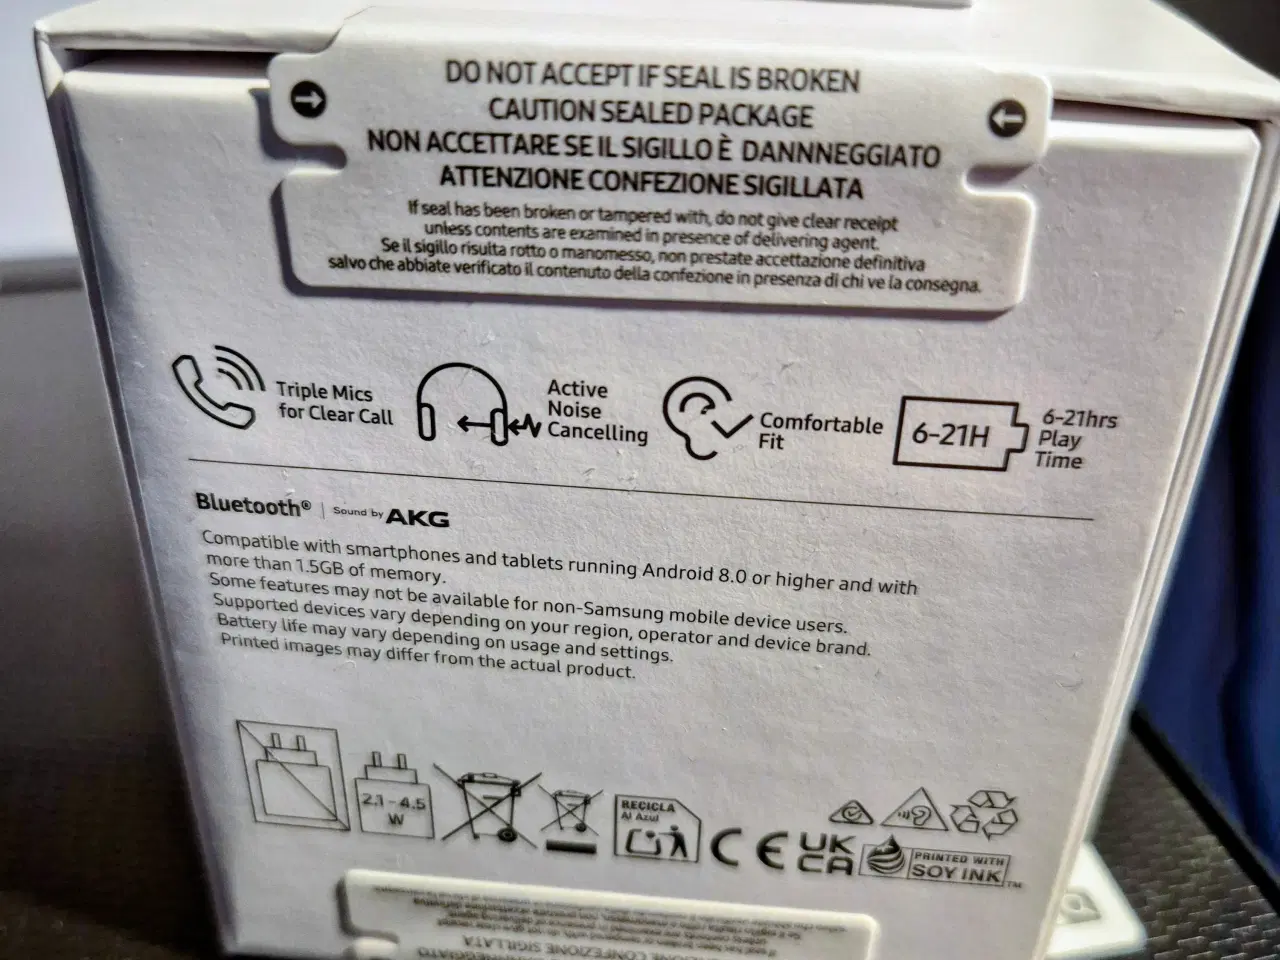 DO NOT ACCEPT IF SEAL IS BROKEN
CAUTION SEALED PACKAGE
NON ACCETTARE SE IL SIGILLO È DANNNEGGIATO
ATTENZIONE CONFEZIONE SIGILLATA
If seal has been broken or tampered with, do not give clear receipt
unless contents are examined in presence of delivering agent.
Se il sigillo risulta rotto o manomesso, non prestate accettazione definitiva
salvo che abbiate verificato il contenuto della confezione in presenza di chi ve la consegna.
Triple Mics
for Clear Call
Active
Noise
Cancelling
Comfortable
Fit
6-21H
6-21hrs
Play
Time
Bluetooth® | Sound by AKG
Compatible with smartphones and tablets running Android 8.0 or higher and with
more than 1.5GB of memory.
Some features may not be available for non-Samsung mobile device users.
Supported devices vary depending on your region, operator and device brand.
Battery life may vary depending on usage and settings.
Printed images may differ from the actual product.
2.1 - 4.5
W
RECICLA
Al Azul
CE
UK
CA
PRINTED WITH
SOY INK™
ATTENZIONE CONFEZIONE SIGILLATA